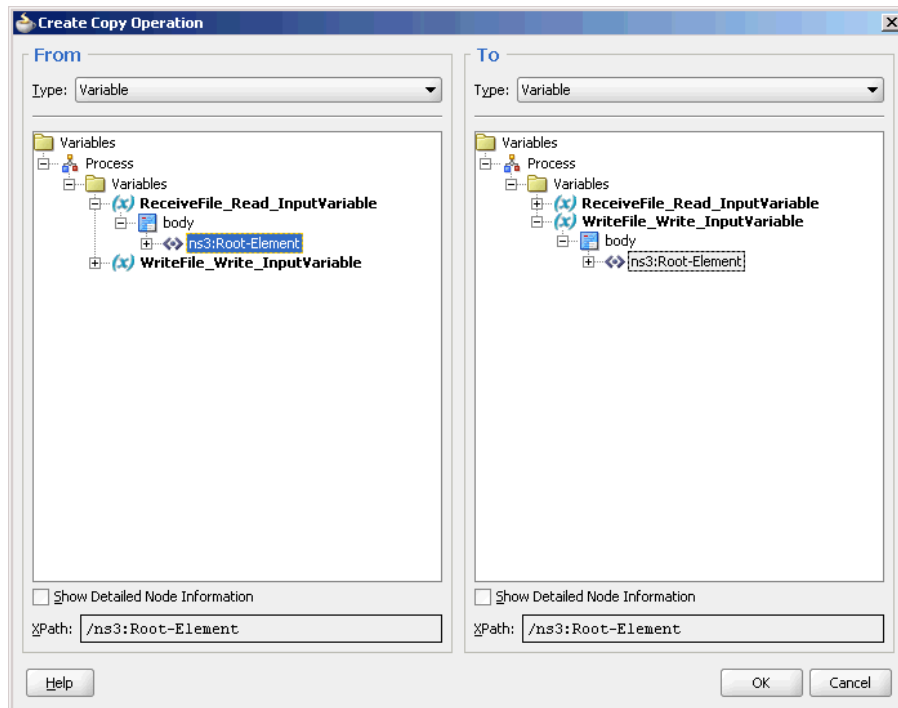 Create Copy Operation
From
Type: Variable
Variables
Process
Variables
ReceiveFile_Read_InputVariable
body
ns3:Root-Element
WriteFile_Write_InputVariable
Show Detailed Node Information
XPath: /ns3:Root-Element
To
Type: Variable
Variables
Process
Variables
ReceiveFile_Read_InputVariable
WriteFile_Write_InputVariable
body
ns3:Root-Element
Show Detailed Node Information
XPath: /ns3:Root-Element
Help
OK
Cancel